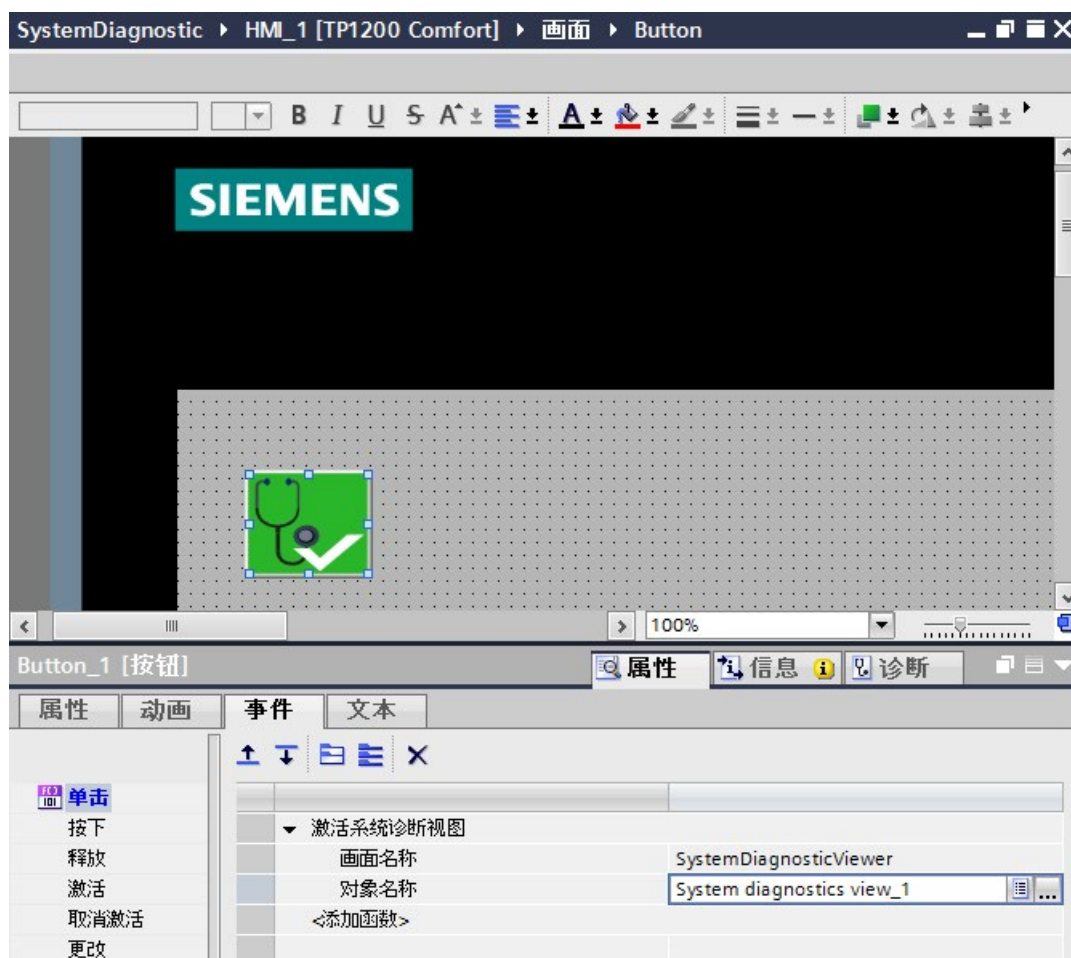 SystemDiagnostic ▸ HMI_1 [TP1200 Comfort] ▸ 画面 ▸ Button
B I U S A A
SIEMENS
100%
Button_1 [按钮]
属性 信息 诊断
属性 动画 事件 文本
单击
按下
释放
激活
取消激活
更改
激活系统诊断视图
画面名称 SystemDiagnosticViewer
对象名称 System diagnostics view_1
<添加函数>